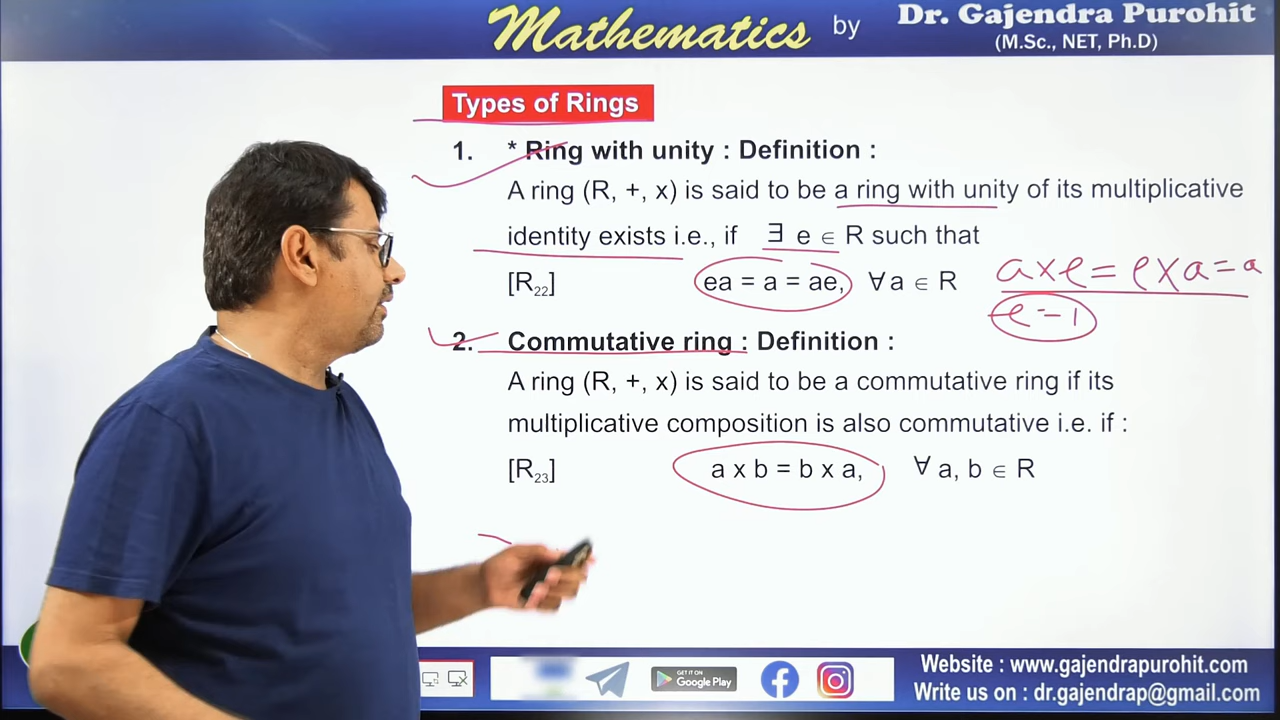 Mathematics by Dr. Gajendra Purohit
(M.Sc., NET, Ph.D)
Types of Rings
1. * Ring with unity : Definition :
A ring (R, +, x) is said to be a ring with unity of its multiplicative
identity exists i.e., if ∃ e ∈ R such that
[R₂₂] ea = a = ae, ∀ a ∈ R
a×e = e×a = a
e = 1
2. Commutative ring : Definition :
A ring (R, +, x) is said to be a commutative ring if its
multiplicative composition is also commutative i.e. if :
[R₂₃] a x b = b x a, ∀ a, b ∈ R
GET IT ON
Google Play
Website : www.gajendrapurohit.com
Write us on : dr.gajendrap@gmail.com